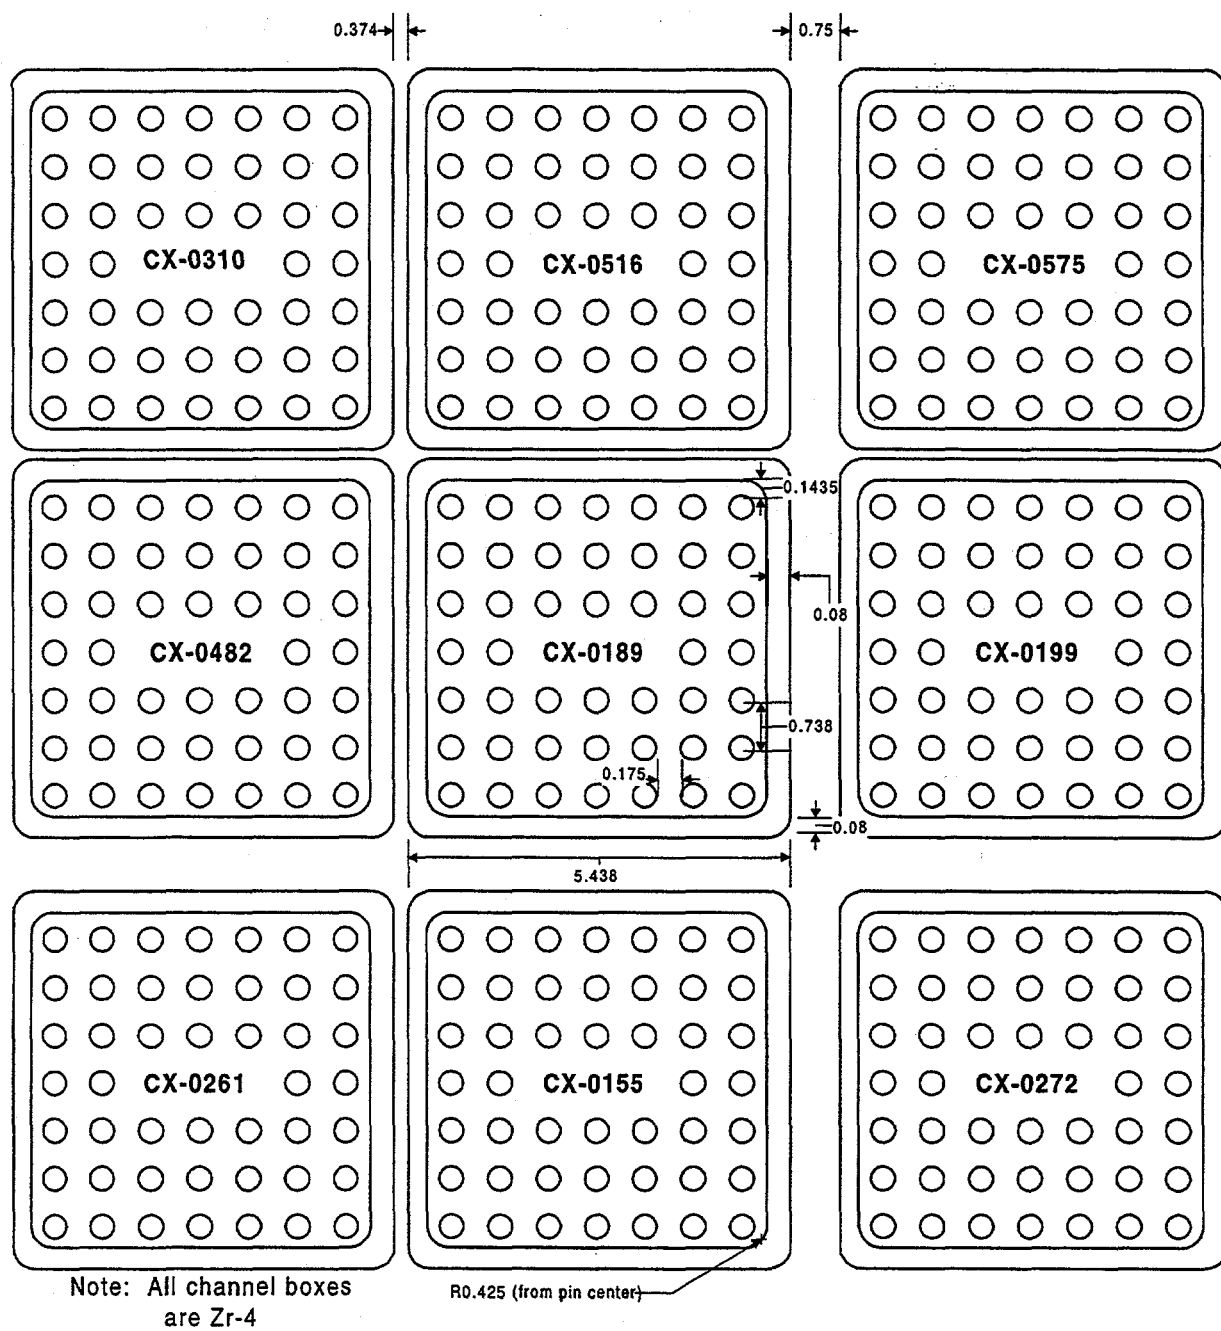 0.374
0.75
CX-0310
CX-0516
CX-0575
0.1435
0.08
CX-0482
CX-0189
CX-0199
0.738
0.175
0.08
5.438
CX-0261
CX-0155
CX-0272
Note: All channel boxes
are Zr-4
R0.425 (from pin center)